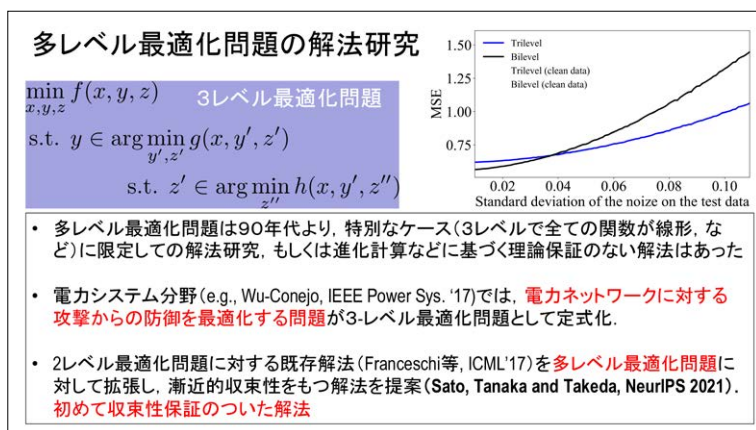 多レベル最適化問題の解法研究
min f(x, y, z)
x,y,z
3レベル最適化問題
s.t. y ∈ arg min g(x, y′, z′)
y′,z′
s.t. z′ ∈ arg min h(x, y′, z″)
z″
1.50
1.25
1.00
0.75
MSE
Trilevel
Bilevel
Trilevel (clean data)
Bilevel (clean data)
0.02 0.04 0.06 0.08 0.10
Standard deviation of the noize on the test data
• 多レベル最適化問題は90年代より，特別なケース（3レベルで全ての関数が線形，な
ど）に限定しての解法研究，もしくは進化計算などに基づく理論保証のない解法はあった
• 電力システム分野（e.g., Wu-Conejo, IEEE Power Sys. ‘17）では，電力ネットワークに対する
攻撃からの防御を最適化する問題が3-レベル最適化問題として定式化．
• 2レベル最適化問題に対する既存解法（Franceschi等, ICML’17）を多レベル最適化問題に
対して拡張し，漸近的収束性をもつ解法を提案（Sato, Tanaka and Takeda, NeurIPS 2021）．
初めて収束性保証のついた解法